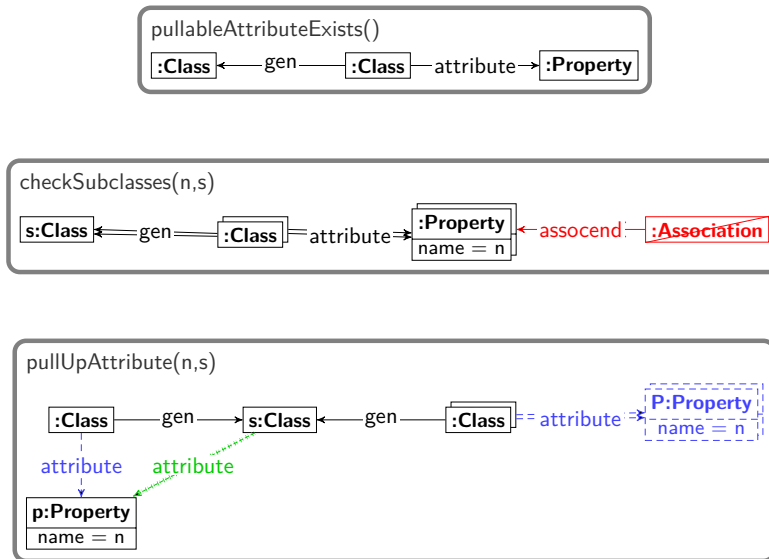 pullableAttributeExists()
:Class gen :Class attribute :Property
checkSubclasses(n,s)
s:Class gen :Class attribute :Property assocend :Association
name = n
pullUpAttribute(n,s)
:Class gen s:Class gen :Class attribute P:Property
name = n
attribute attribute
p:Property
name = n